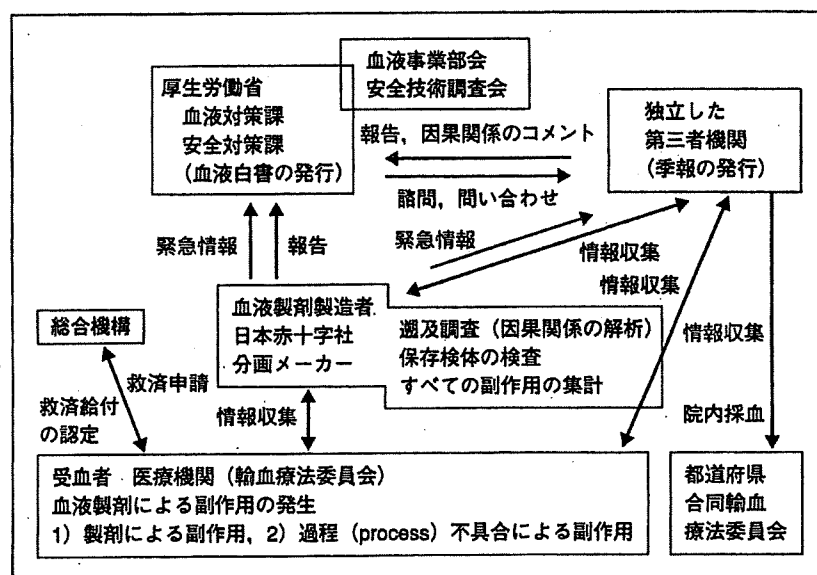 血液事業部会
安全技術調査会
厚生労働省
血液対策課
安全対策課
(血液白書の発行)
独立した
第三者機関
(季報の発行)
報告，因果関係のコメント
諮問，問い合わせ
緊急情報
報告
緊急情報
情報収集
情報収集
情報収集
院内採血
総合機構
血液製剤製造者
日本赤十字社
分画メーカー
遡及調査（因果関係の解析）
保存検体の検査
すべての副作用の集計
救済申請
救済給付
の認定
情報収集
受血者・医療機関（輸血療法委員会）
血液製剤による副作用の発生
1）製剤による副作用，2）過程（process）不具合による副作用
都道府県
合同輸血
療法委員会